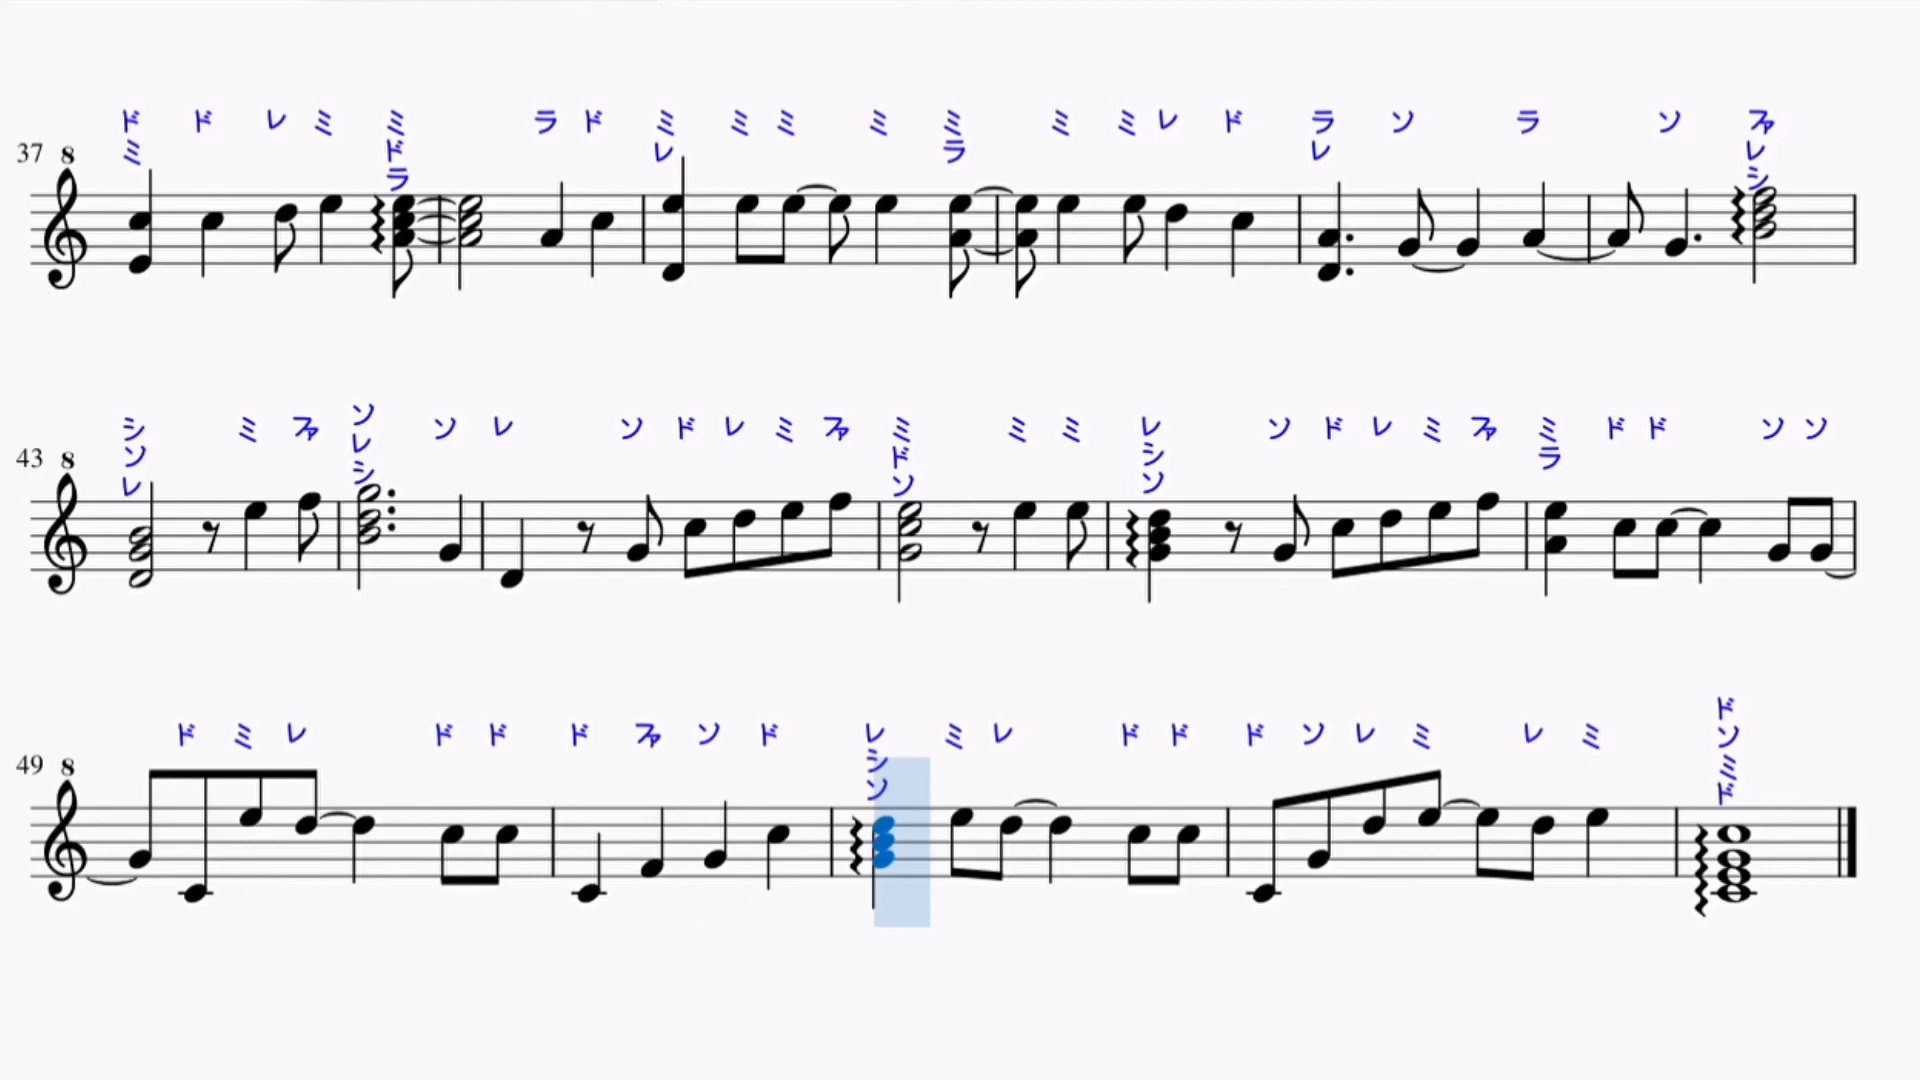 ド ド レ ミ ミ ラ ド ミ ミ ミ ミ ミ ミ ミ レ ド ラ ソ ラ ソ ファ
ミ ド レ ラ レ レ
ラ シ
37 8
ソ
シ ミ ファ ソ レ ソ ド レ ミ ファ ミ ミ ミ レ ソ ド レ ミ ファ ミ ド ド ソ ソ
ソ レ ド シ ラ
43 8
レ シ ソ ソ
ド
ド ミ レ ド ド ド ファ ソ ド レ ミ レ ド ド ド ソ レ ミ レ ミ ソ
シ ミ
49 8
ソ ド